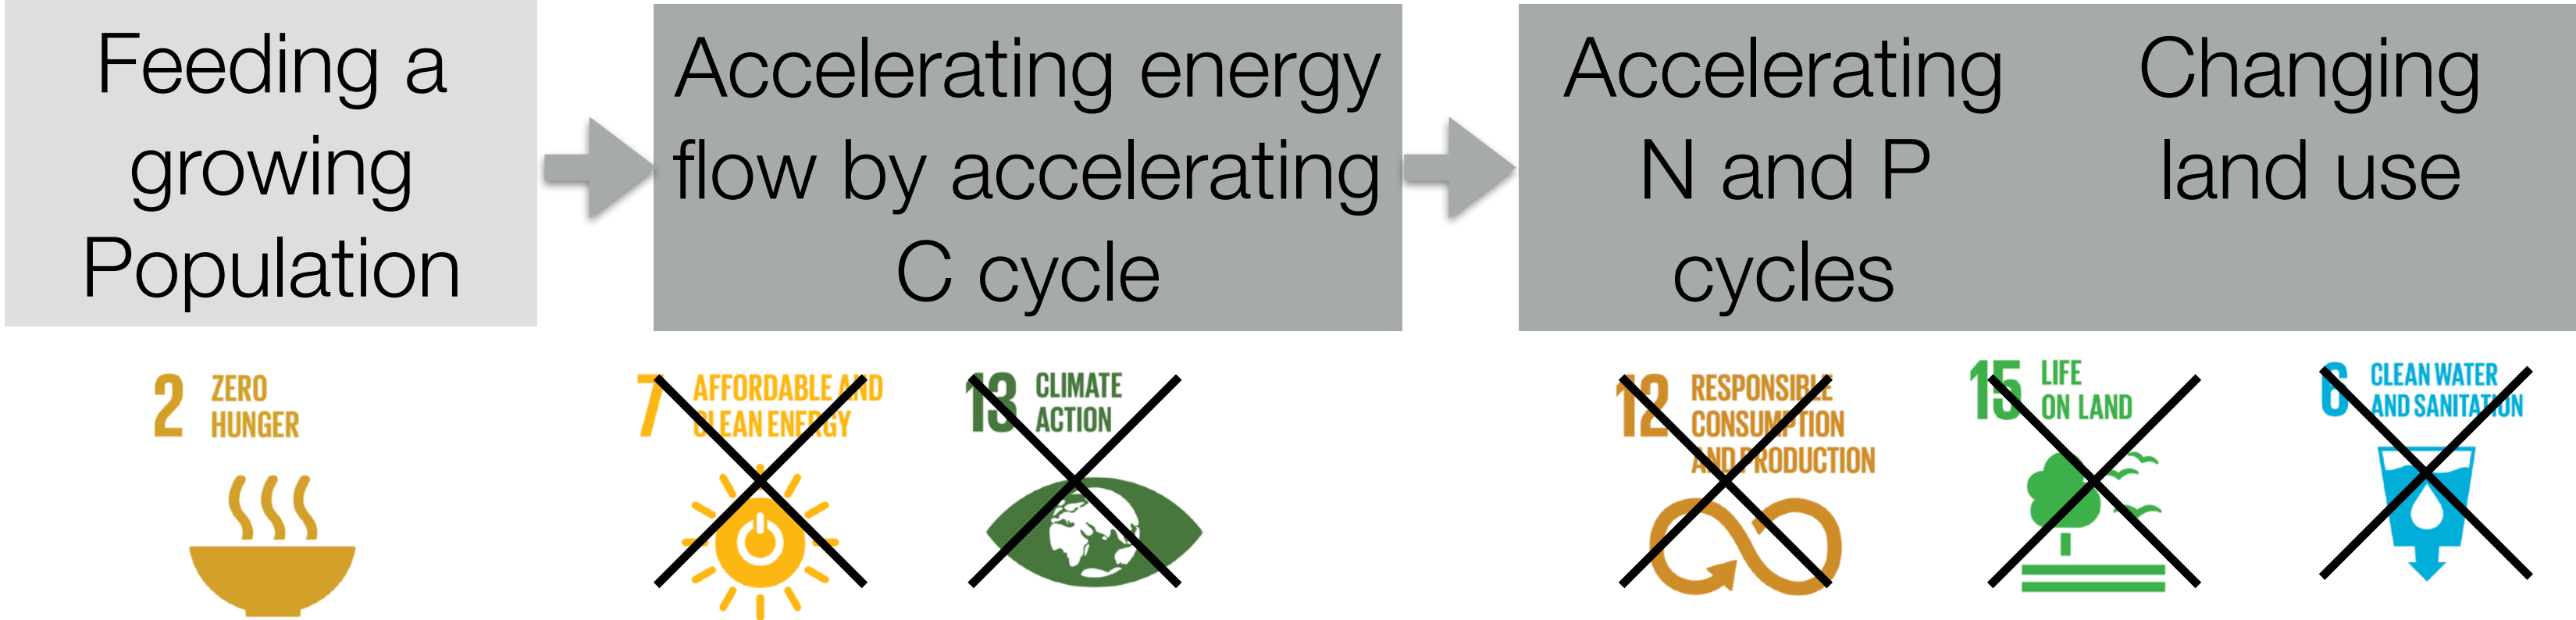 Feeding a
growing
Population
Accelerating energy
flow by accelerating
C cycle
Accelerating
N and P
cycles
Changing
land use
2 ZERO
HUNGER
7 AFFORDABLE AND
CLEAN ENERGY
13 CLIMATE
ACTION
12 RESPONSIBLE
CONSUMPTION
AND PRODUCTION
15 LIFE
ON LAND
6 CLEAN WATER
AND SANITATION